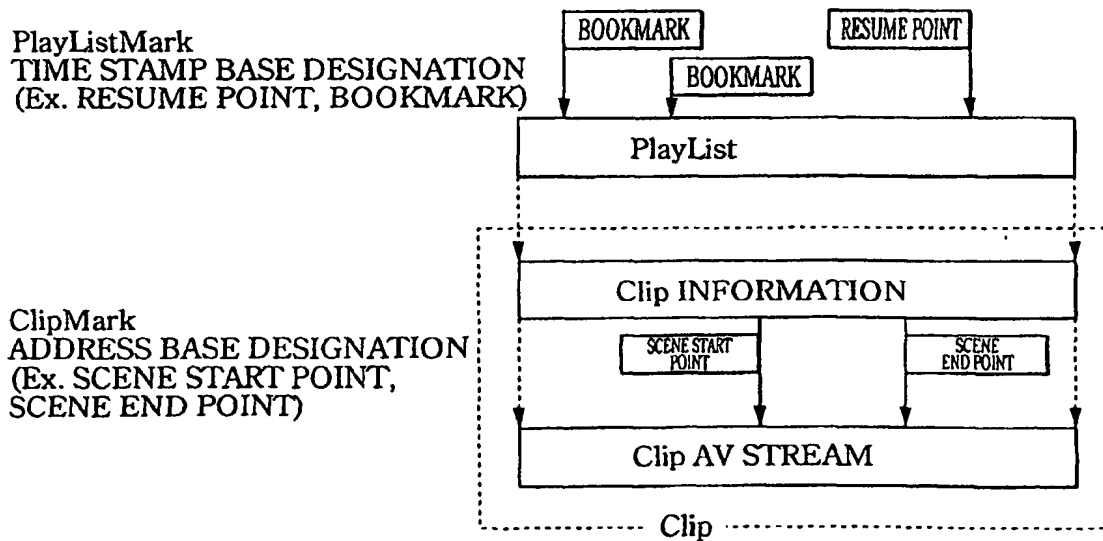 PlayListMark
TIME STAMP BASE DESIGNATION
(Ex. RESUME POINT, BOOKMARK)
BOOKMARK
RESUME POINT
BOOKMARK
PlayList
Clip INFORMATION
ClipMark
ADDRESS BASE DESIGNATION
(Ex. SCENE START POINT,
SCENE END POINT)
SCENE START
POINT
SCENE
END POINT
Clip AV STREAM
Clip